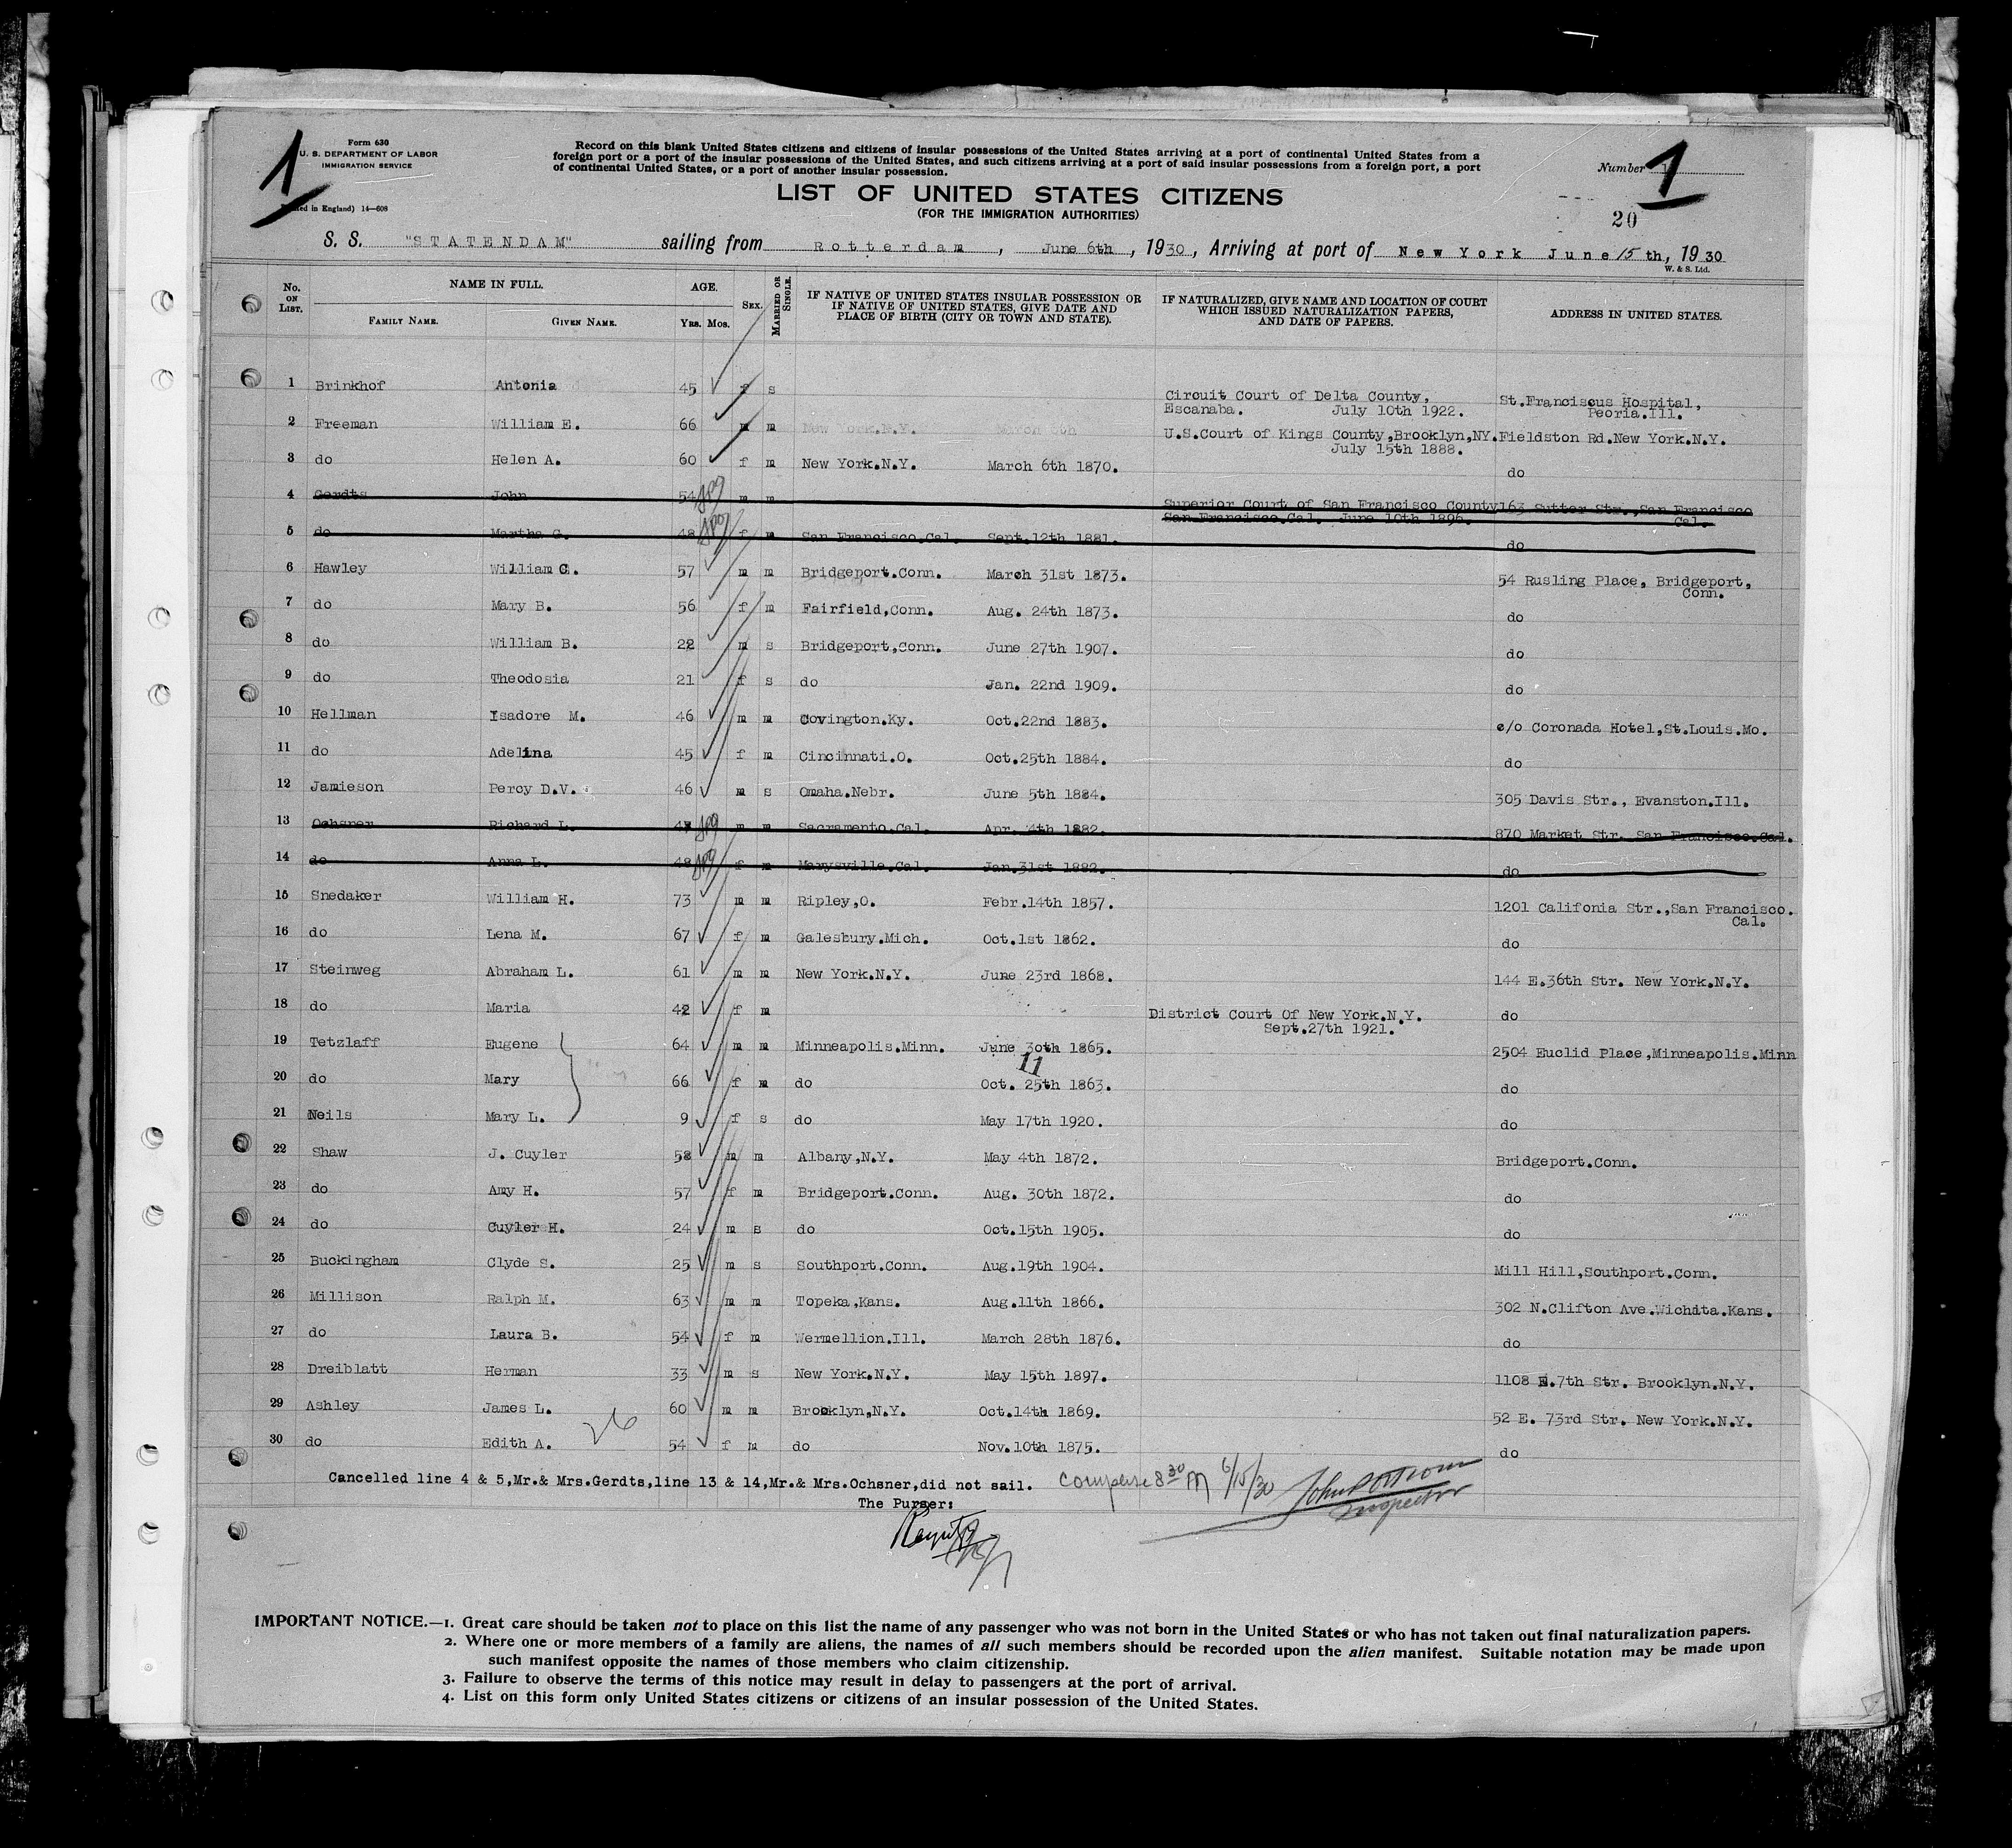 1
Form 630
U. S. DEPARTMENT OF LABOR
IMMIGRATION SERVICE
in England) 14—608
Record on this blank United States citizens and citizens of insular possessions of the United States arriving at a port of continental United States from a
foreign port or a port of the insular possessions of the United States, and such citizens arriving at a port of said insular possessions from a foreign port, a port
of continental United States, or a port of another insular possession.
Number 1
LIST OF UNITED STATES CITIZENS
(FOR THE IMMIGRATION AUTHORITIES)
20
S. S. "STATENDAM" sailing from Rotterdam, June 6th, 1930, Arriving at port of New York June 15th, 1930
W. & S. Ltd.
No. ON LIST. NAME IN FULL. FAMILY NAME. GIVEN NAME. AGE. YRS. MOS. SEX. MARRIED OR SINGLE. IF NATIVE OF UNITED STATES INSULAR POSSESSION OR IF NATIVE OF UNITED STATES, GIVE DATE AND PLACE OF BIRTH (CITY OR TOWN AND STATE). IF NATURALIZED, GIVE NAME AND LOCATION OF COURT WHICH ISSUED NATURALIZATION PAPERS, AND DATE OF PAPERS. ADDRESS IN UNITED STATES.
1 Brinkhof Antonia 45 f s Circuit Court of Delta County, Escanaba. July 10th 1922. St.Franciscus Hospital, Peoria.Ill.
2 Freeman William E. 66 m m New York.N.Y. March 6th U.S.Court of Kings County,Brooklyn,NY. July 15th 1888. Fieldston Rd.New York.N.Y.
3 do Helen A. 60 f m New York.N.Y. March 6th 1870. do
4 Gerdts John 54 m m Superior Court of San Francisco County San Francisco.Cal. June 10th 1896. 163 Sutter Str.,San Francisco Cal.
5 do Martha G. 48 f m San Francisco.Cal. Sept.12th 1881. do
6 Hawley William C. 57 m m Bridgeport.Conn. March 31st 1873. 54 Rusling Place, Bridgeport, Conn.
7 do Mary B. 56 f m Fairfield,Conn. Aug. 24th 1873. do
8 do William B. 22 m s Bridgeport,Conn. June 27th 1907. do
9 do Theodosia 21 f s do Jan. 22nd 1909. do
10 Hellman Isadore M. 46 m m Covington.Ky. Oct.22nd 1883. c/o Coronada Hotel,St.Louis.Mo.
11 do Adelina 45 f m Cincinnati.O. Oct.25th 1884. do
12 Jamieson Percy D.V. 46 m s Omaha.Nebr. June 5th 1884. 305 Davis Str., Evanston.Ill.
13 Ochsner Richard L. m m Sacramento.Cal. Apr. 4th 1882. 870 Market Str. San Francisco.Cal.
14 do Anna L. 48 f m Marysville.Cal. Jan.31st 1882. do
15 Snedaker William H. 73 m m Ripley,O. Febr.14th 1857. 1201 Califonia Str.,San Francisco. Cal.
16 do Lena M. 67 f m Galesbury.Mich. Oct.1st 1862. do
17 Steinweg Abraham L. 61 m m New York.N.Y. June 23rd 1868. 144 E.36th Str. New York.N.Y.
18 do Maria 42 f m District Court Of New York.N.Y. Sept.27th 1921. do
19 Tetzlaff Eugene 64 m m Minneapolis.Minn. June 30th 1865. 2504 Euclid Place,Minneapolis.Minn
11
20 do Mary 66 f m do Oct. 25th 1863. do
21 Neils Mary L. 9 f s do May 17th 1920. do
22 Shaw J. Cuyler 58 m m Albany,N.Y. May 4th 1872. Bridgeport.Conn.
23 do Amy H. 57 f m Bridgeport.Conn. Aug. 30th 1872. do
24 do Cuyler H. 24 m s do Oct.15th 1905. do
25 Buckingham Clyde S. 25 m s Southport.Conn. Aug.19th 1904. Mill Hill,Southport.Conn.
26 Millison Ralph M. 63 m m Topeka,Kans. Aug.11th 1866. 302 N.Clifton Ave.Wichita.Kans.
27 do Laura B. 54 f m Wermellion.Ill. March 28th 1876. do
28 Dreiblatt Herman 33 m s New York.N.Y. May 15th 1897. 1108 E.7th Str. Brooklyn.N.Y.
29 Ashley James L. 60 m m Brooklyn,N.Y. Oct.14th 1869. 52 E. 73rd Str. New York.N.Y.
30 do Edith A. 54 f m do Nov.10th 1875. do
26
Cancelled line 4 & 5,Mr.& Mrs.Gerdts,line 13 & 14,Mr.& Mrs.Ochsner,did not sail.
6/15/30
Inspector
The Purser:
IMPORTANT NOTICE.—1. Great care should be taken not to place on this list the name of any passenger who was not born in the United States or who has not taken out final naturalization papers.
2. Where one or more members of a family are aliens, the names of all such members should be recorded upon the alien manifest. Suitable notation may be made upon
such manifest opposite the names of those members who claim citizenship.
3. Failure to observe the terms of this notice may result in delay to passengers at the port of arrival.
4. List on this form only United States citizens or citizens of an insular possession of the United States.